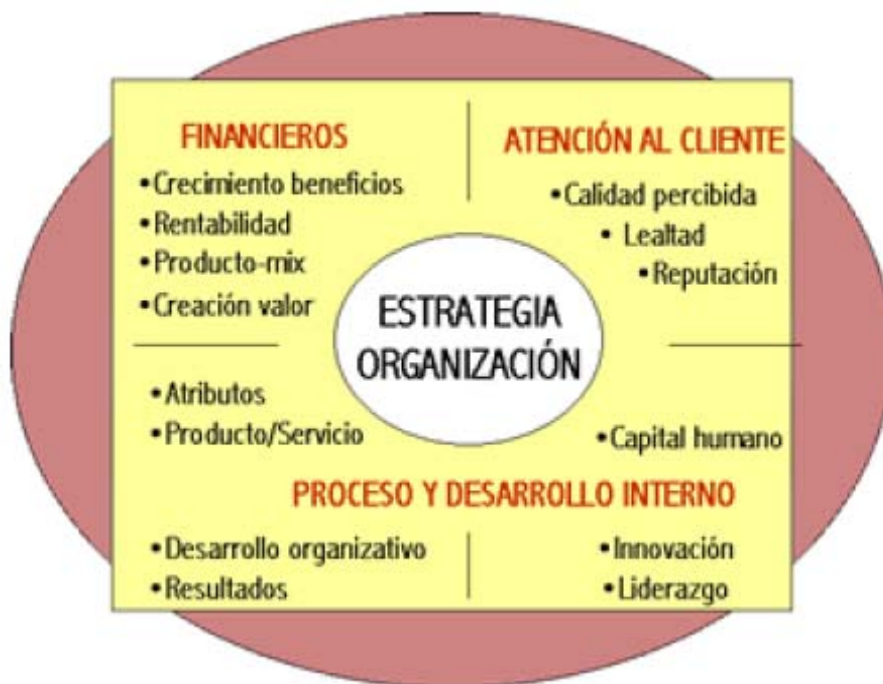 FINANCIEROS
•Crecimiento beneficios
•Rentabilidad
•Producto-mix
•Creación valor
ATENCIÓN AL CLIENTE
•Calidad percibida
• Lealtad
•Reputación
ESTRATEGIA
ORGANIZACIÓN
•Atributos
•Producto/Servicio
•Capital humano
PROCESO Y DESARROLLO INTERNO
•Desarrollo organizativo
•Resultados
•Innovación
•Liderazgo